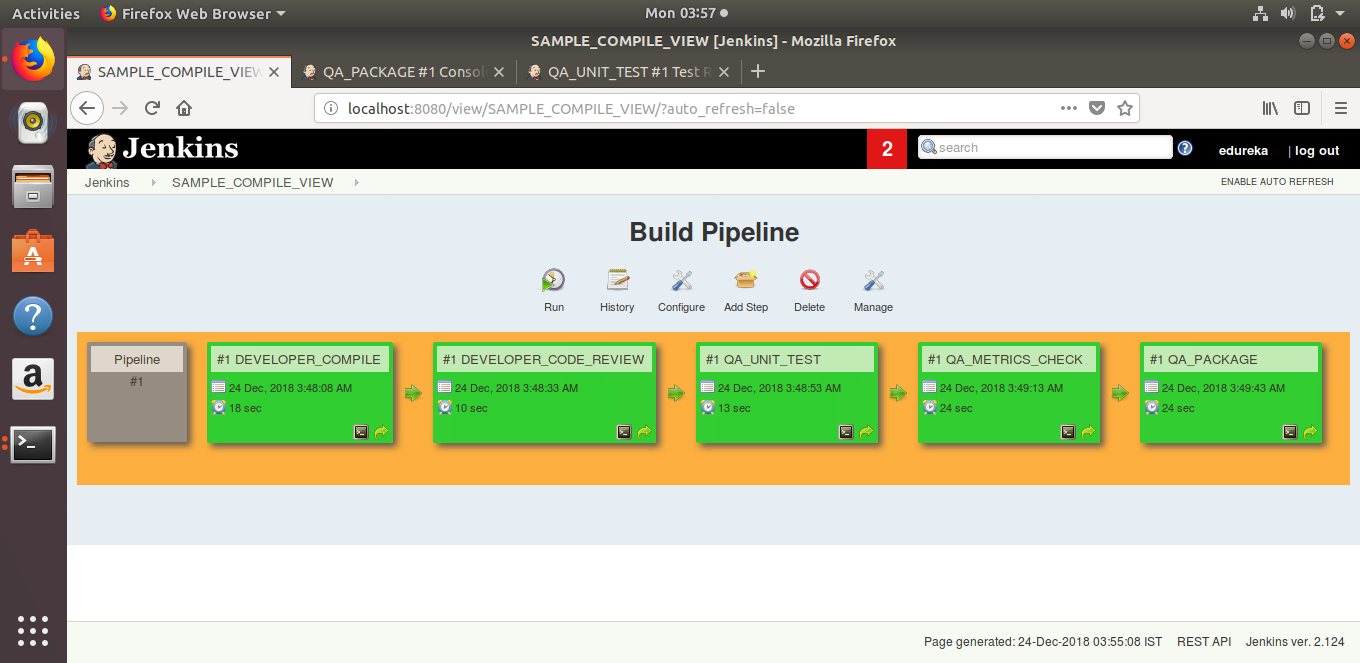 Activities Firefox Web Browser Mon 03:57
SAMPLE_COMPILE_VIEW [Jenkins] - Mozilla Firefox
SAMPLE_COMPILE_VIEW QA_PACKAGE #1 Consol QA_UNIT_TEST #1 Test R
localhost:8080/view/SAMPLE_COMPILE_VIEW/?auto_refresh=false
Jenkins 2 search edureka | log out
Jenkins SAMPLE_COMPILE_VIEW ENABLE AUTO REFRESH
Build Pipeline
Run History Configure Add Step Delete Manage
Pipeline
#1
#1 DEVELOPER_COMPILE
24 Dec, 2018 3:48:08 AM
18 sec
#1 DEVELOPER_CODE_REVIEW
24 Dec, 2018 3:48:33 AM
10 sec
#1 QA_UNIT_TEST
24 Dec, 2018 3:48:53 AM
13 sec
#1 QA_METRICS_CHECK
24 Dec, 2018 3:49:13 AM
24 sec
#1 QA_PACKAGE
24 Dec, 2018 3:49:43 AM
24 sec
Page generated: 24-Dec-2018 03:55:08 IST REST API Jenkins ver. 2.124